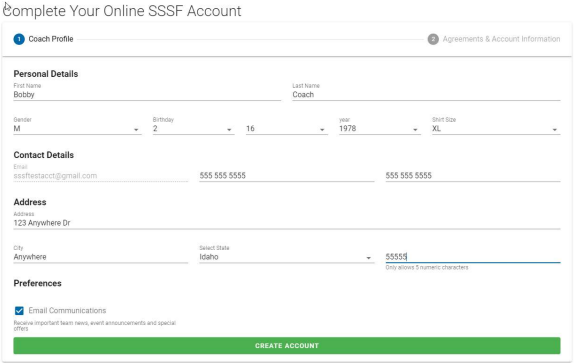 Complete Your Online SSSF Account
1 Coach Profile 2 Agreements & Account Information
Personal Details
First Name Last Name
Bobby Coach
Gender Birthday year Shirt Size
M 2 16 1978 XL
Contact Details
Email
sssftestacct@gmail.com 555 555 5555 555 555 5555
Address
Address
123 Anywhere Dr
City Select State
Anywhere Idaho 55555
Only allows 5 numeric characters
Preferences
Email Communications
Receive important team news, event announcements and special
offers
CREATE ACCOUNT